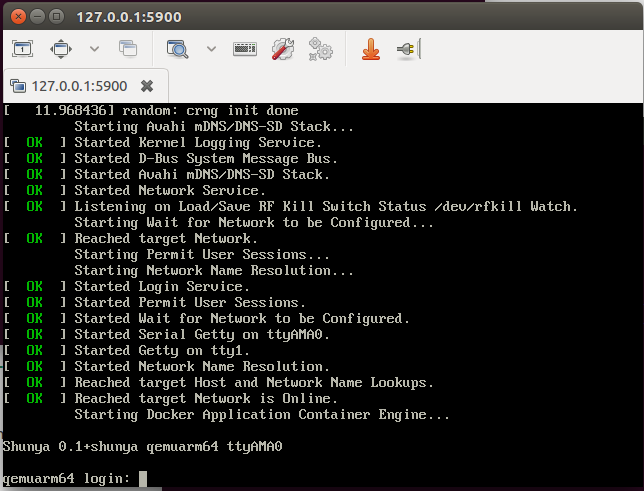 127.0.0.1:5900
1
127.0.0.1:5900
[   11.968436] random: crng init done
         Starting Avahi mDNS/DNS-SD Stack...
[  OK  ] Started Kernel Logging Service.
[  OK  ] Started D-Bus System Message Bus.
[  OK  ] Started Avahi mDNS/DNS-SD Stack.
[  OK  ] Started Network Service.
[  OK  ] Listening on Load/Save RF Kill Switch Status /dev/rfkill Watch.
         Starting Wait for Network to be Configured...
[  OK  ] Reached target Network.
         Starting Permit User Sessions...
         Starting Network Name Resolution...
[  OK  ] Started Login Service.
[  OK  ] Started Permit User Sessions.
[  OK  ] Started Wait for Network to be Configured.
[  OK  ] Started Serial Getty on ttyAMA0.
[  OK  ] Started Getty on tty1.
[  OK  ] Started Network Name Resolution.
[  OK  ] Reached target Host and Network Name Lookups.
[  OK  ] Reached target Network is Online.
         Starting Docker Application Container Engine...
Shunya 0.1+shunya qemuarm64 ttyAMA0
qemuarm64 login: